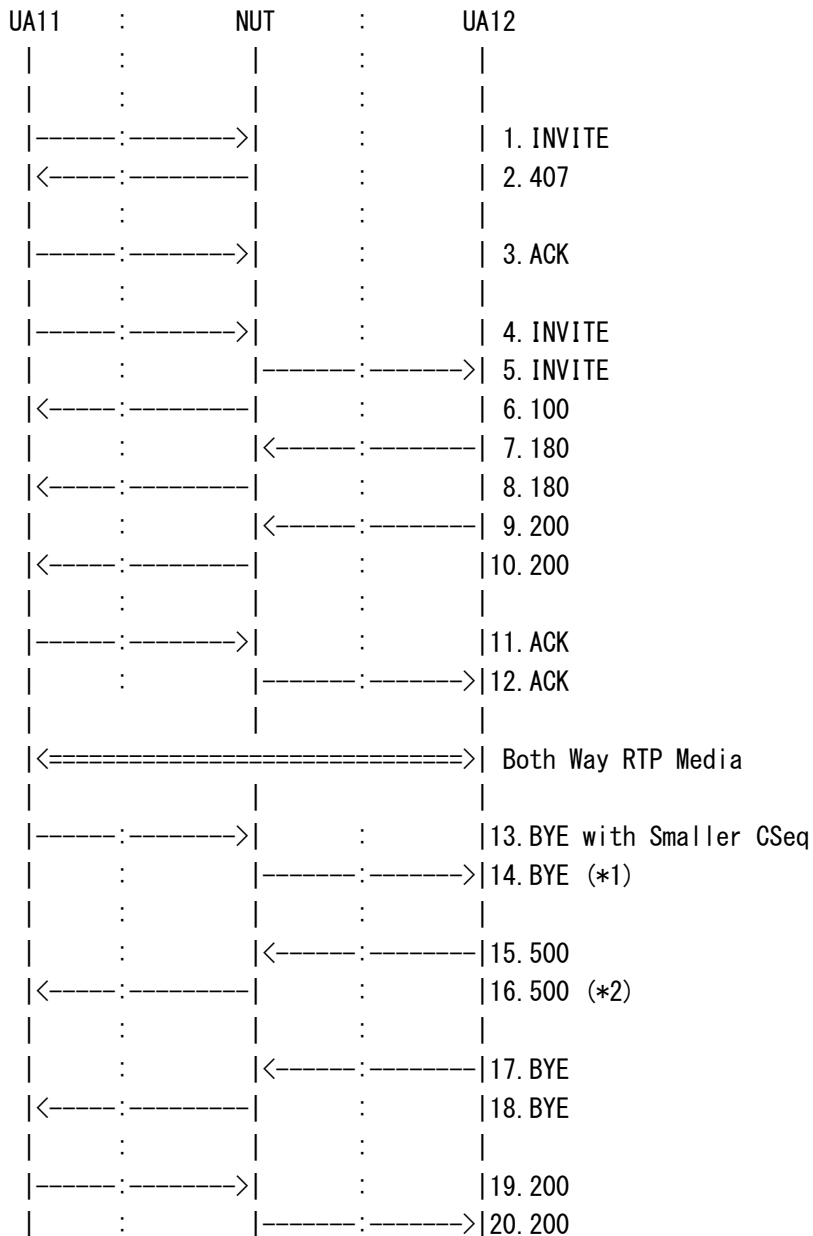 UA11 : NUT : UA12
| : | : |
| : | : |
|------:-------->| : | 1. INVITE
|<-----:---------| : | 2. 407
| : | : |
|------:-------->| : | 3. ACK
| : | : |
|------:-------->| : | 4. INVITE
| : |------:------->| 5. INVITE
|<-----:---------| : | 6. 100
| : |<------:--------| 7. 180
|<-----:---------| : | 8. 180
| : |<------:--------| 9. 200
|<-----:---------| : |10. 200
| : | : |
|------:-------->| : |11. ACK
| : |------:------->|12. ACK
| | |
|<==============================>| Both Way RTP Media
| | |
|------:-------->| : |13. BYE with Smaller CSeq
| : |------:------->|14. BYE (*1)
| : | : |
| : |<------:--------|15. 500
|<-----:---------| : |16. 500 (*2)
| : | : |
| : |<------:--------|17. BYE
|<-----:---------| : |18. BYE
| : | : |
|------:-------->| : |19. 200
| : |------:------->|20. 200